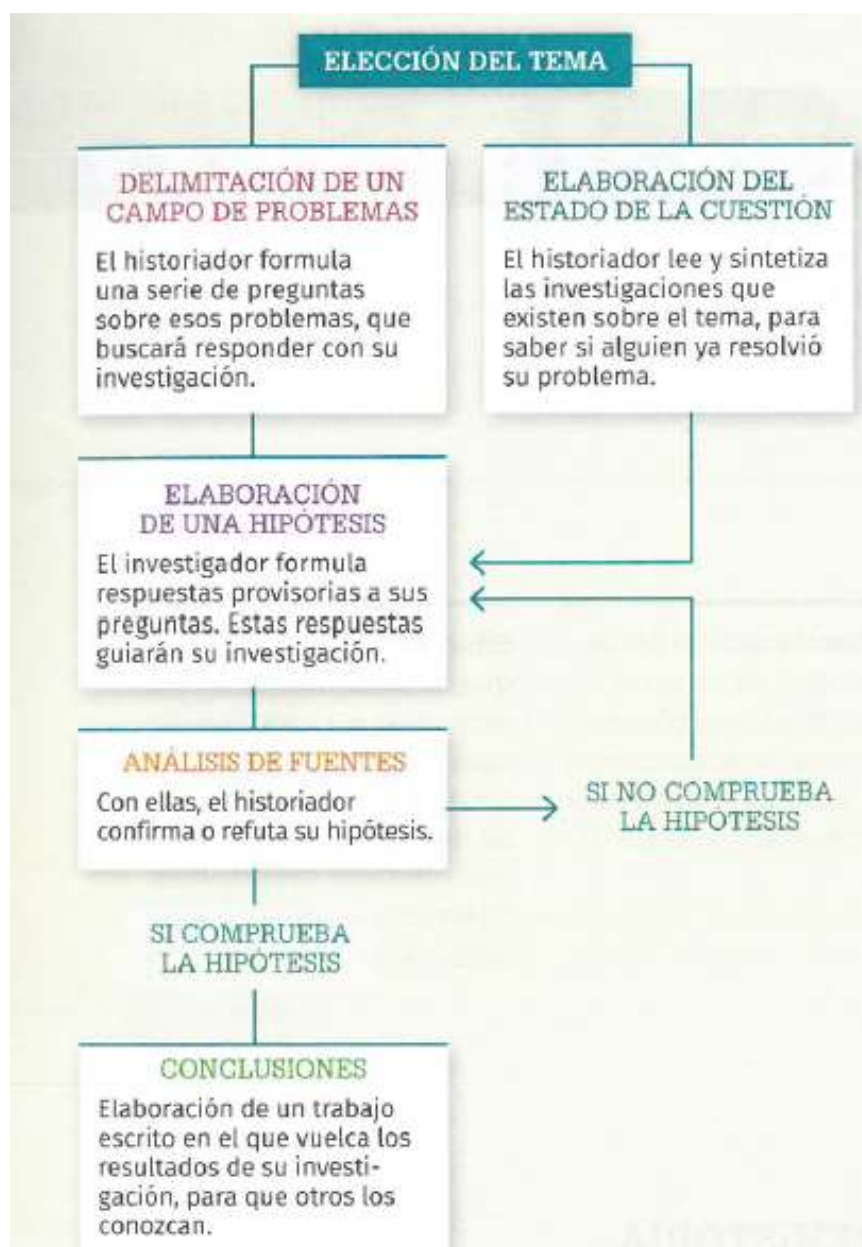 ELECCIÓN DEL TEMA
DELIMITACIÓN DE UN
CAMPO DE PROBLEMAS
El historiador formula
una serie de preguntas
sobre esos problemas, que
buscará responder con su
investigación.
ELABORACIÓN DEL
ESTADO DE LA CUESTIÓN
El historiador lee y sintetiza
las investigaciones que
existen sobre el tema, para
saber si alguien ya resolvió
su problema.
ELABORACIÓN
DE UNA HIPÓTESIS
El investigador formula
respuestas provisorias a sus
preguntas. Estas respuestas
guiarán su investigación.
ANÁLISIS DE FUENTES
Con ellas, el historiador
confirma o refuta su hipótesis.
SI NO COMPRUEBA
LA HIPÓTESIS
SI COMPRUEBA
LA HIPÓTESIS
CONCLUSIONES
Elaboración de un trabajo
escrito en el que vuelca los
resultados de su investi-
gación, para que otros los
conozcan.